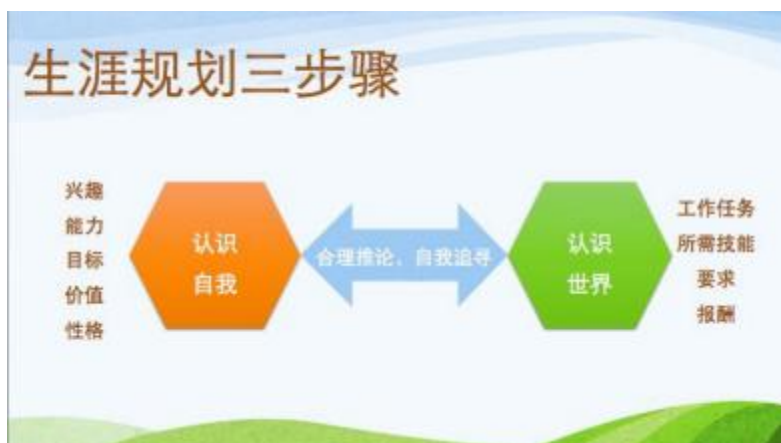 生涯规划三步骤
兴趣
能力
目标
价值
性格
认识
自我
合理推论、自我追寻
认识
世界
工作任务
所需技能
要求
报酬